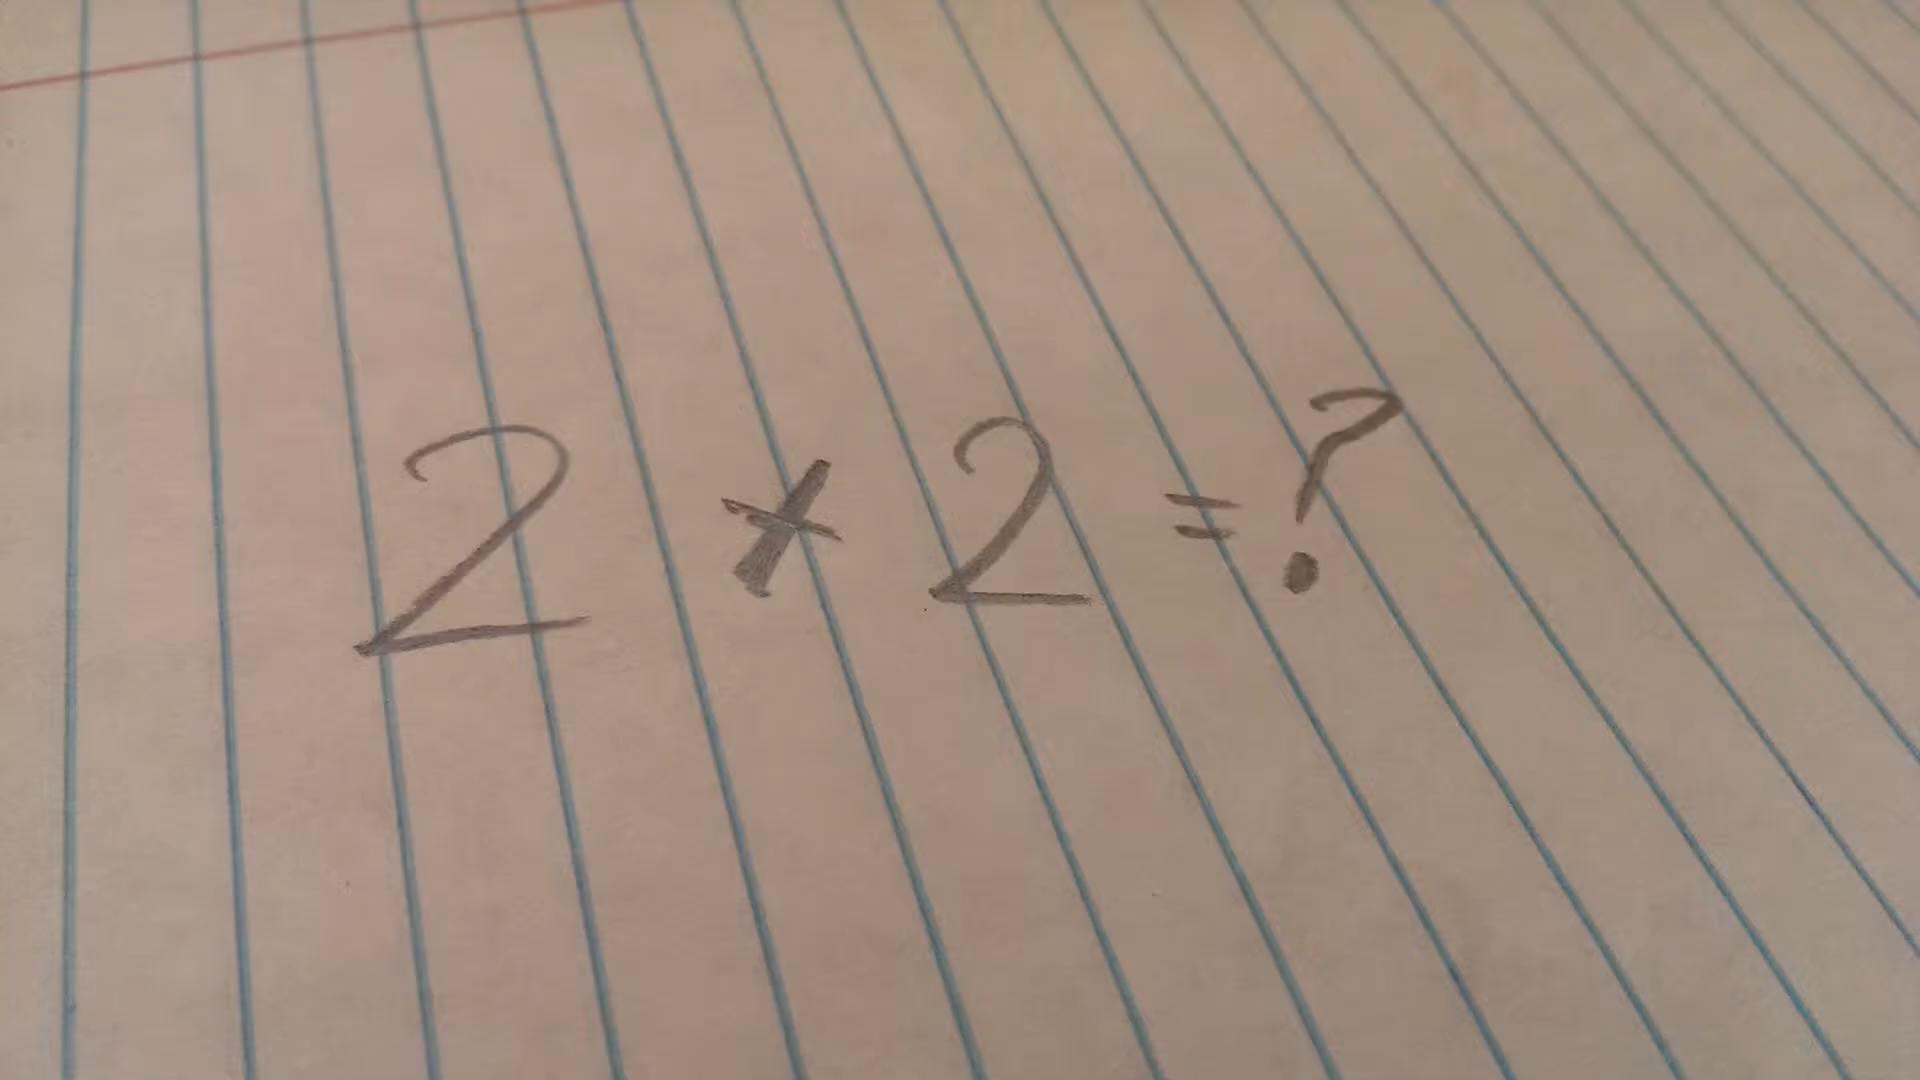 2 + 2 = ?